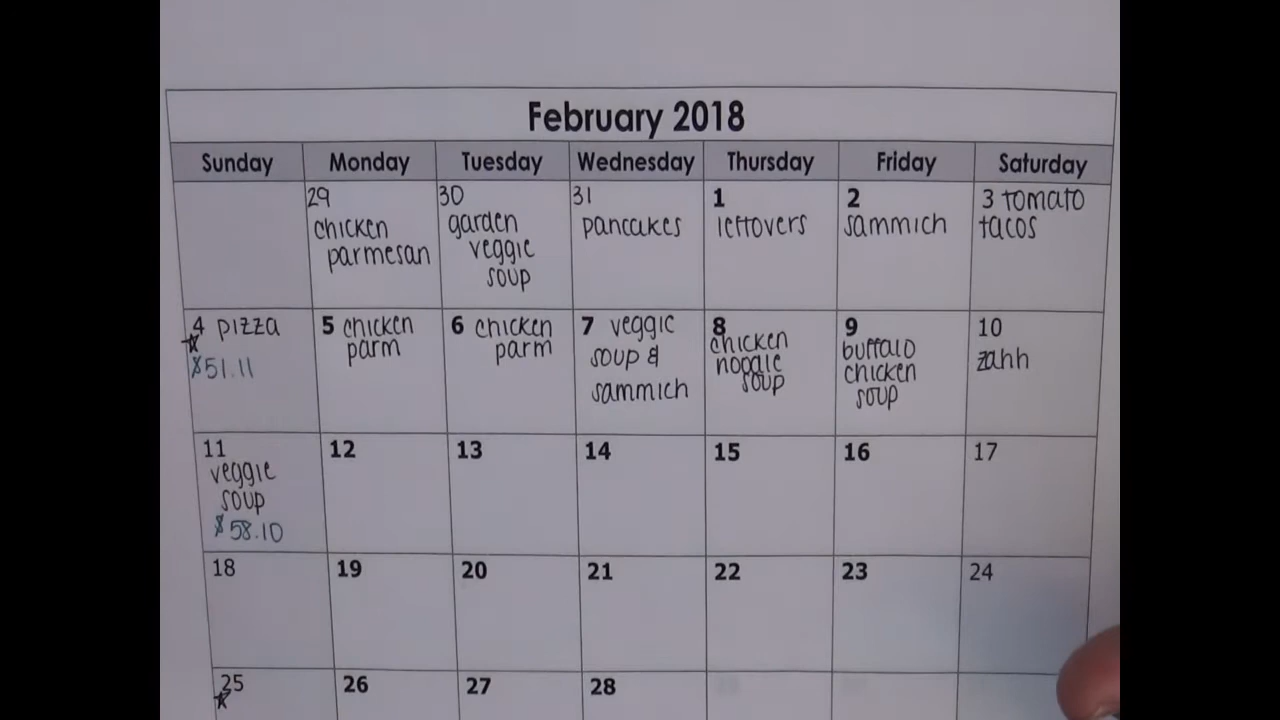 February 2018
Sunday Monday Tuesday Wednesday Thursday Friday Saturday
29
chicken
parmesan
30
garden
veggie
soup
31
pancakes
1
leftovers
2
sammich
3 tomato
tacos
4 pizza
$51.11
5 chicken
parm
6 chicken
parm
7 veggie
soup &
sammich
8
chicken
noodle
soup
9
buffalo
chicken
soup
10
zahh
11
veggie
soup
$58.10
12
13
14
15
16
17
18
19
20
21
22
23
24
25
26
27
28